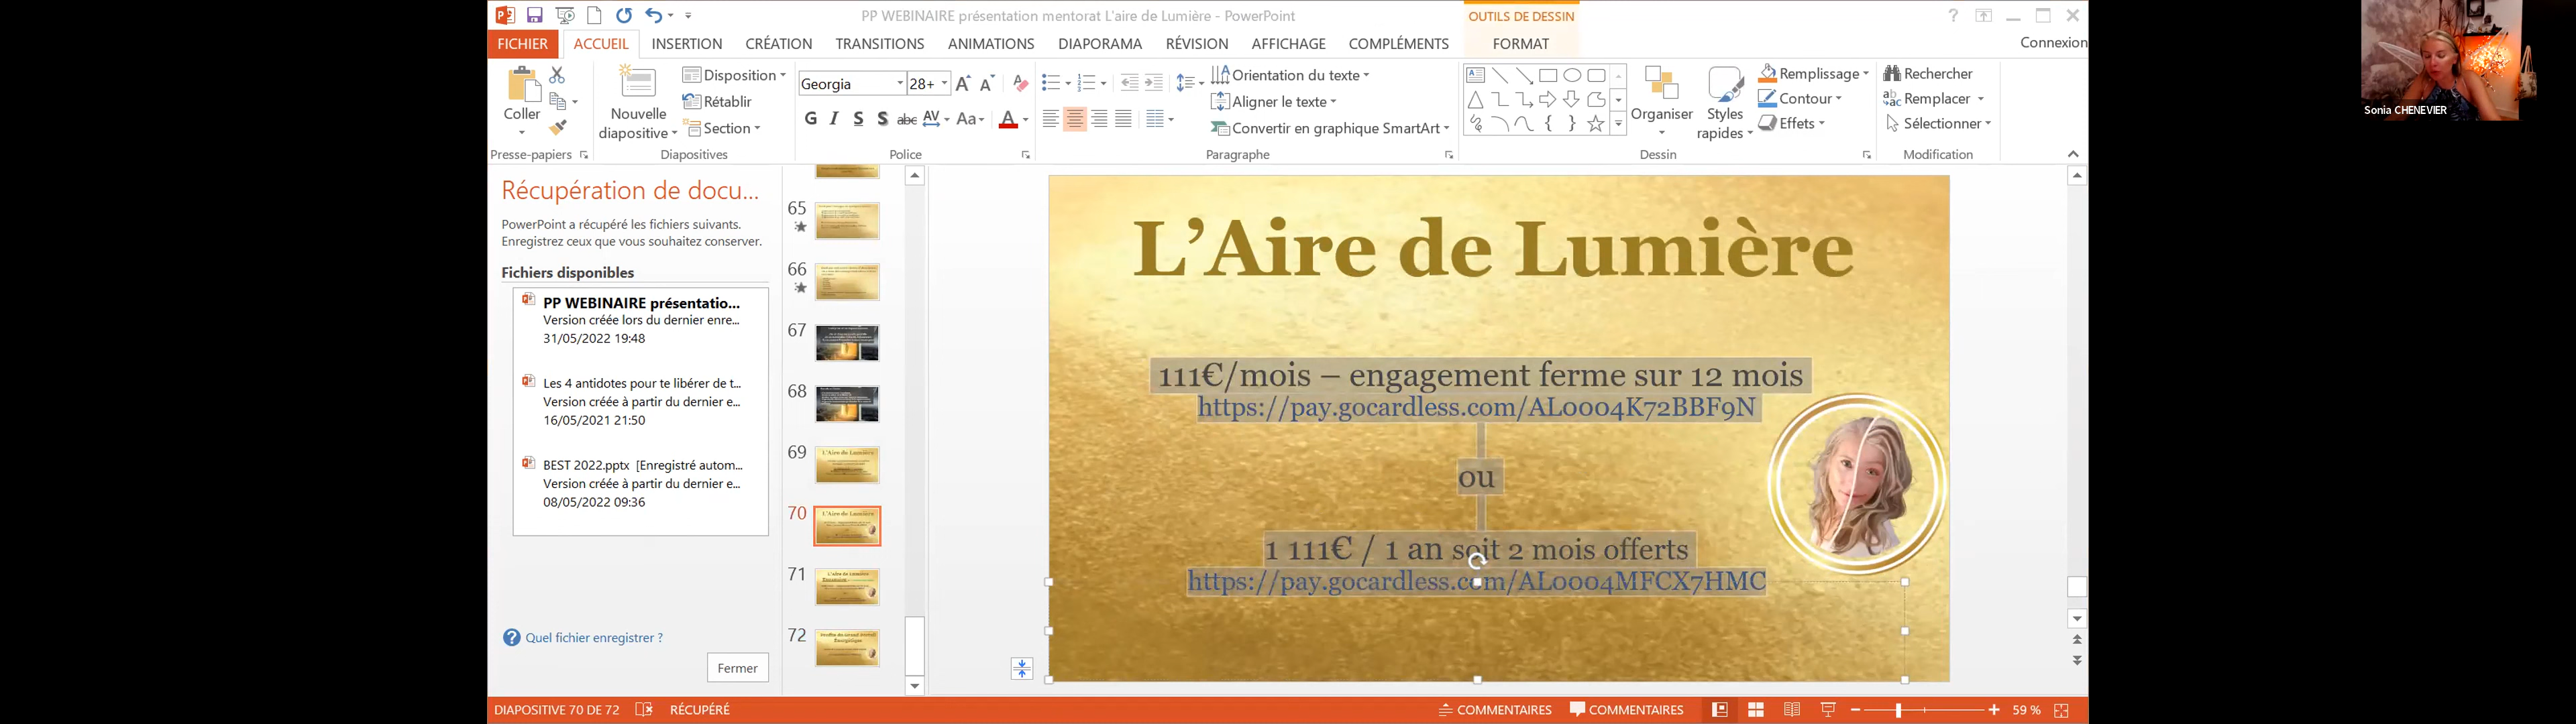 PP WEBINAIRE présentation mentorat L'aire de Lumière - PowerPoint
OUTILS DE DESSIN
FICHIER
ACCUEIL
INSERTION
CRÉATION
TRANSITIONS
ANIMATIONS
DIAPORAMA
RÉVISION
AFFICHAGE
COMPLÉMENTS
FORMAT
Connexion
Coller
Presse-papiers
Nouvelle
diapositive
Disposition
Rétablir
Section
Diapositives
Georgia
28+
G I S S abc AV Aa A
Police
Orientation du texte
Aligner le texte
Convertir en graphique SmartArt
Paragraphe
Organiser
Styles
rapides
Remplissage
Contour
Effets
Dessin
Rechercher
Remplacer
Sélectionner
Modification
Sonia CHENEVIER
Récupération de docu...
PowerPoint a récupéré les fichiers suivants.
Enregistrez ceux que vous souhaitez conserver.
Fichiers disponibles
PP WEBINAIRE présentatio...
Version créée lors du dernier enre...
31/05/2022 19:48
Les 4 antidotes pour te libérer de t...
Version créée à partir du dernier e...
16/05/2021 21:50
BEST 2022.pptx [Enregistré autom...
Version créée à partir du dernier e...
08/05/2022 09:36
Quel fichier enregistrer ?
Fermer
65
66
67
68
69
70
71
72
L'Aire de Lumière
111€/mois – engagement ferme sur 12 mois
https://pay.gocardless.com/AL0004K72BBF9N
ou
1 111€ / 1 an soit 2 mois offerts
https://pay.gocardless.com/AL0004MFCX7HMC
DIAPOSITIVE 70 DE 72
RÉCUPÉRÉ
COMMENTAIRES
COMMENTAIRES
59 %